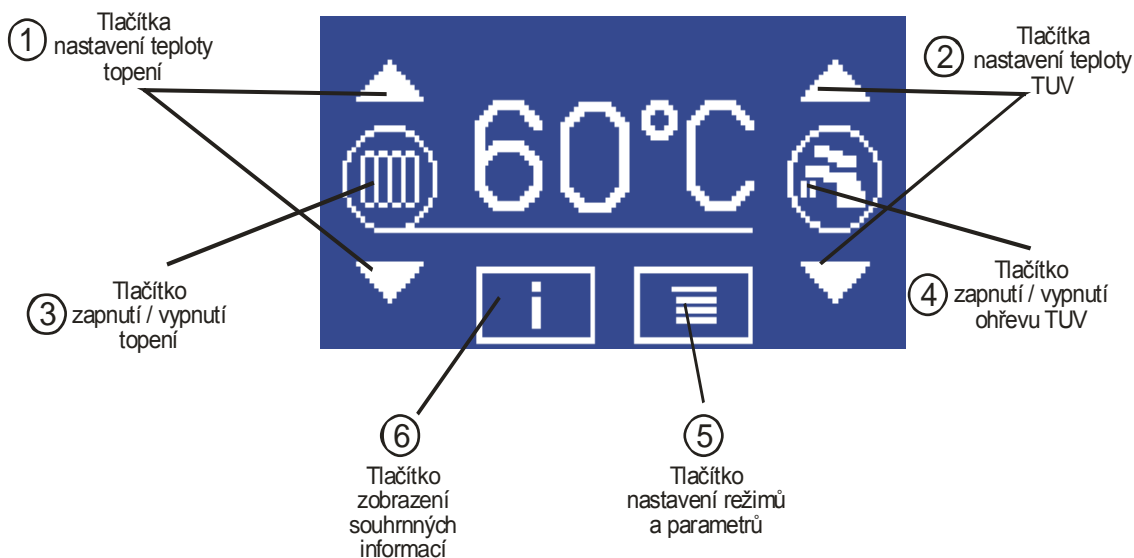 1
Tlačítka
nastavení teploty
topení
2
Tlačítka
nastavení teploty
TUV
60°C
3
Tlačítko
zapnutí / vypnutí
topení
i
4
Tlačítko
zapnutí / vypnutí
ohřevu TUV
6
Tlačítko
zobrazení
souhrnných
informací
5
Tlačítko
nastavení režimů
a parametrů